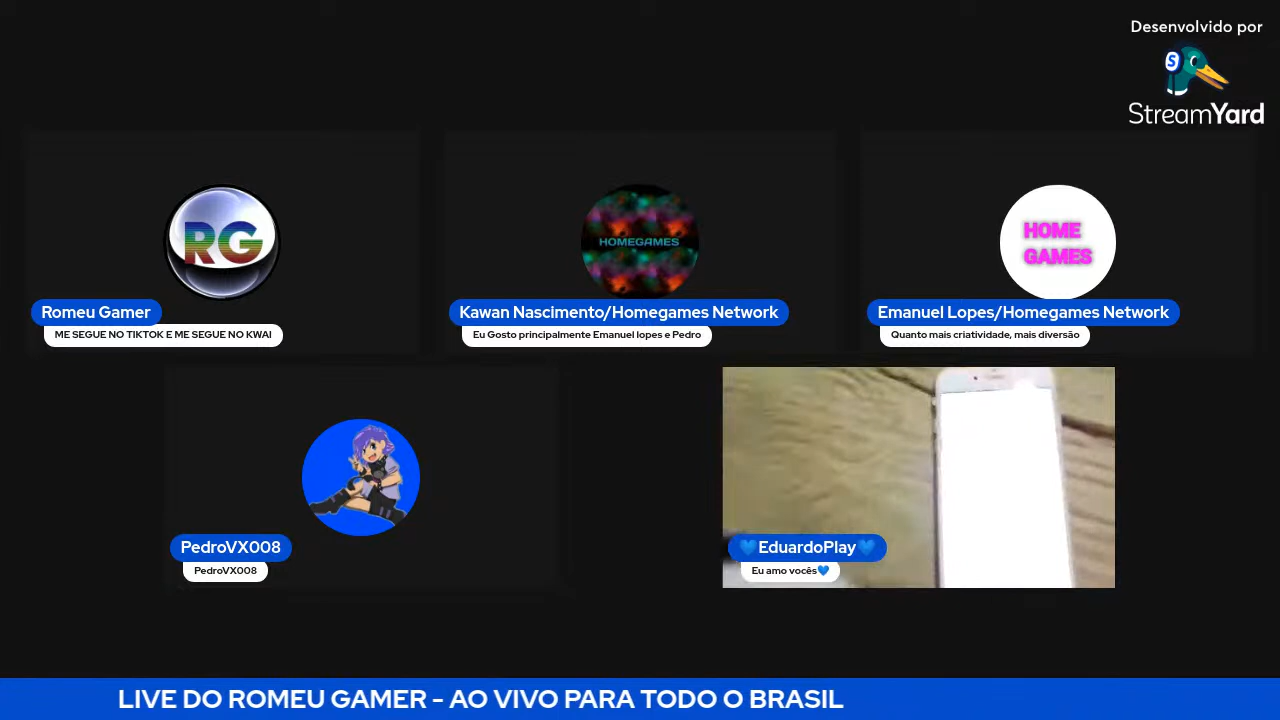 Desenvolvido por
S
StreamYard
RG
Romeu Gamer
ME SEGUE NO TIKTOK E ME SEGUE NO KWAI
HOMEGAMES
Kawan Nascimento/Homegames Network
Eu Gosto principalmente Emanuel lopes e Pedro
HOME
GAMES
Emanuel Lopes/Homegames Network
Quanto mais criatividade, mais diversão
PedroVX008
PedroVX008
💙EduardoPlay💙
Eu amo vocês💙
LIVE DO ROMEU GAMER - AO VIVO PARA TODO O BRASIL